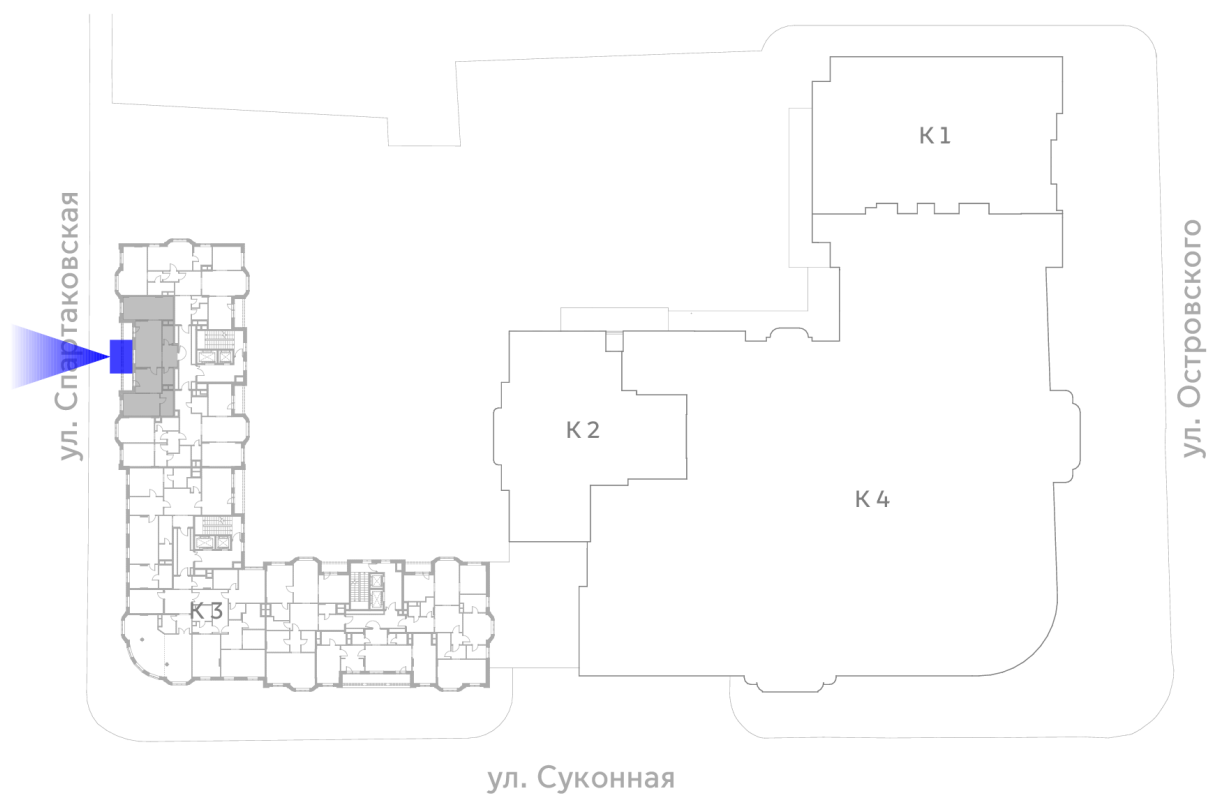 К 1
ул. Спартаковская
ул. Островского
К 2
К 4
К 3
ул. Суконная